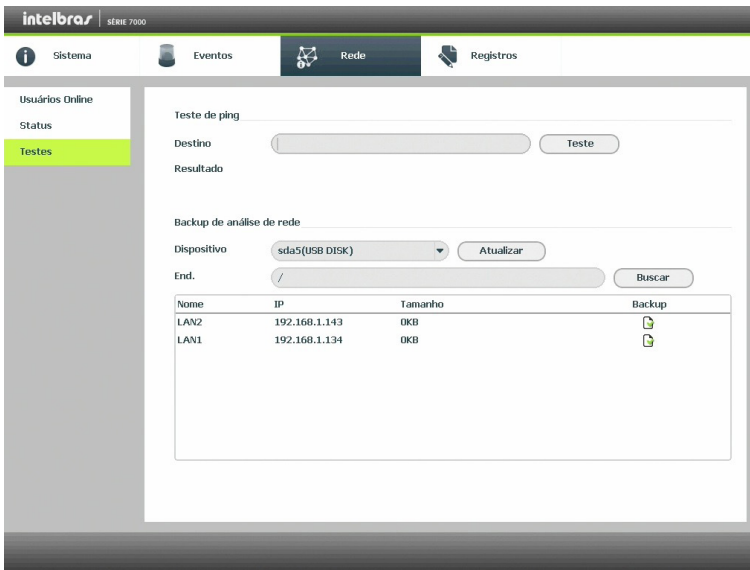 intelbras SÉRIE 7000
Sistema Eventos Rede Registros
Usuários Online
Status
Testes
Teste de ping
Destino Teste
Resultado
Backup de análise de rede
Dispositivo sda5(USB DISK) Atualizar
End. / Buscar
Nome IP Tamanho Backup
LAN2 192.168.1.143 0KB
LAN1 192.168.1.134 0KB